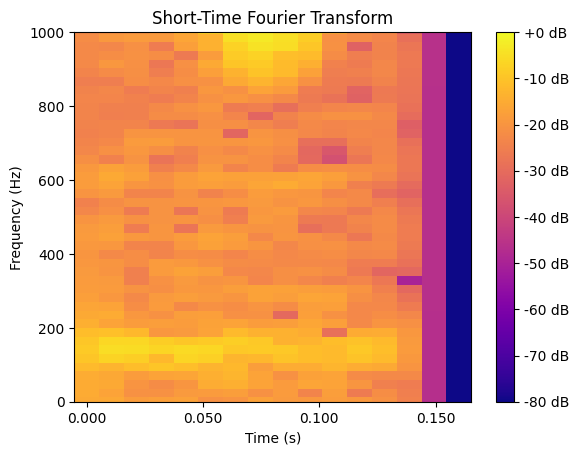 Short-Time Fourier Transform
1000
800
600
400
200
0
Frequency (Hz)
0.000
0.050
0.100
0.150
Time (s)
+0 dB
-10 dB
-20 dB
-30 dB
-40 dB
-50 dB
-60 dB
-70 dB
-80 dB